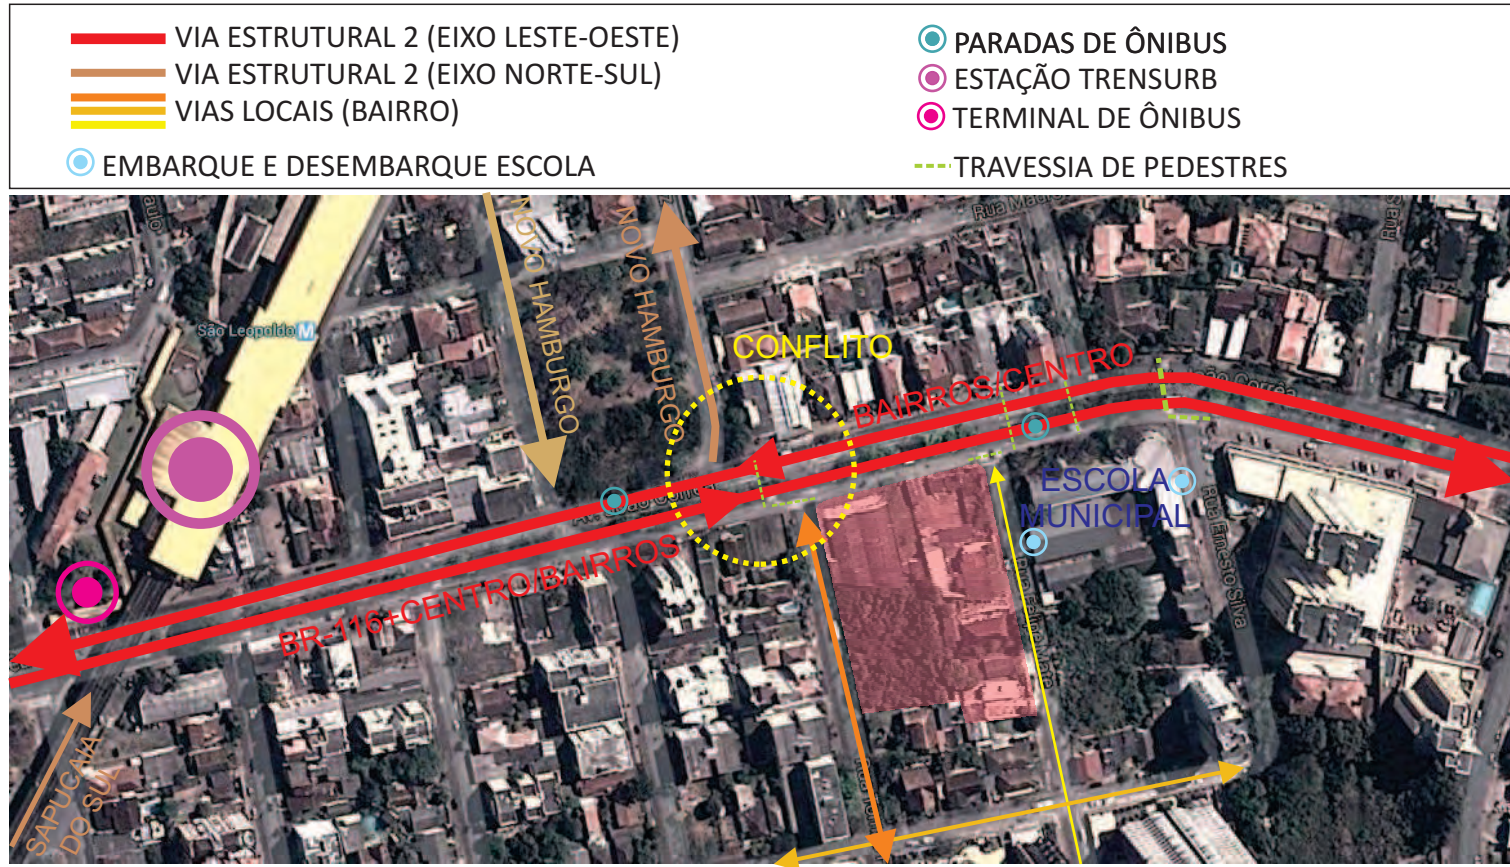 VIA ESTRUTURAL 2 (EIXO LESTE-OESTE)
VIA ESTRUTURAL 2 (EIXO NORTE-SUL)
VIAS LOCAIS (BAIRRO)
EMBARQUE E DESEMBARQUE ESCOLA
PARADAS DE ÔNIBUS
ESTAÇÃO TRENSURB
TERMINAL DE ÔNIBUS
TRAVESSIA DE PEDESTRES
NOVO HAMBURGO
NOVO HAMBURGO
São Leopoldo M
CONFLITO
BAIRROS/CENTRO
ESCOLA
MUNICIPAL
Rua Ernesto Silva
BR-116+CENTRO/BAIRROS
SAPUCAIA
DO SUL